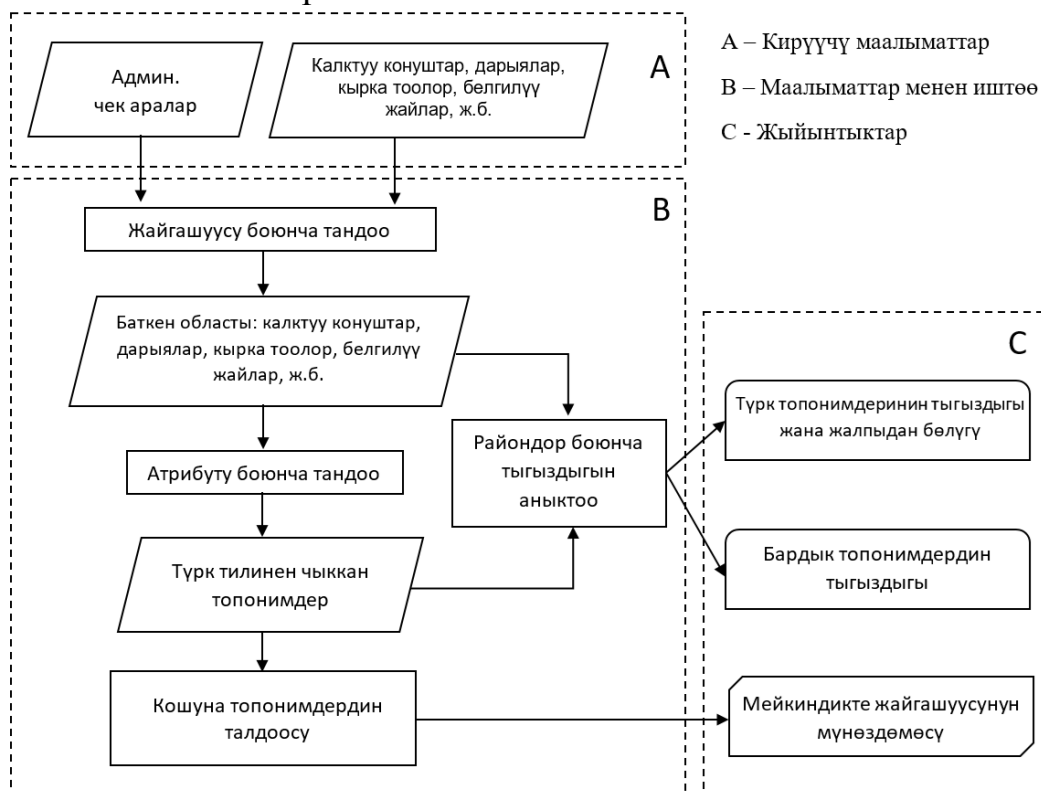 Админ.
чек аралар
Калктуу конуштар, дарыялар,
кырка тоолор, белгилүү
жайлар, ж.б.
A
A – Кирүүчү маалыматтар
B – Маалыматтар менен иштөө
C - Жыйынтыктар
B
Жайгашуусу боюнча тандоо
Баткен областы: калктуу конуштар,
дарыялар, кырка тоолор, белгилүү
жайлар, ж.б.
Атрибуту боюнча тандоо
Түрк тилинен чыккан
топонимдер
Кошуна топонимдердин
талдоосу
Райондор боюнча
тыгыздыгын
аныктоо
C
Түрк топонимдеринин тыгыздыгы
жана жалпыдан бөлүгү
Бардык топонимдердин
тыгыздыгы
Мейкиндикте жайгашуусунун
мүнөздөмөсү